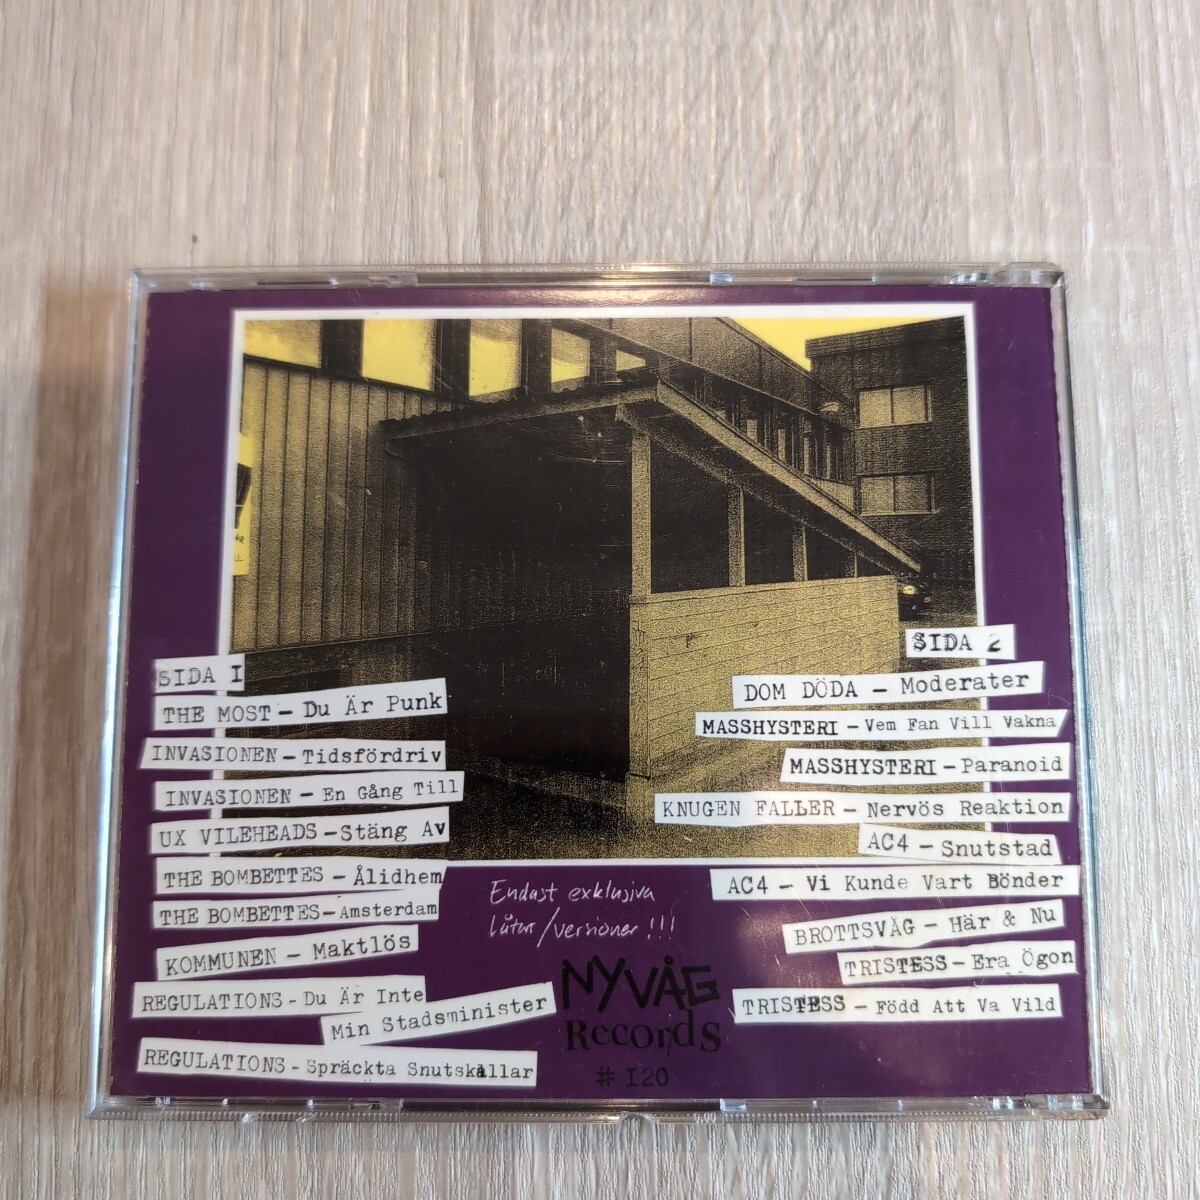 SIDA I
THE MOST – Du Är Punk
INVASIONEN – Tidsfördriv
INVASIONEN – En Gång Till
UX VILEHEADS – Stäng Av
THE BOMBETTES – Ålidhem
THE BOMBETTES – Amsterdam
KOMMUNEN – Maktlös
REGULATIONS – Du Är Inte
Min Stadsminister
REGULATIONS – Spräckta Snutskallar
SIDA 2
DOM DÖDA – Moderater
MASSHYSTERI – Vem Fan Vill Vakna
MASSHYSTERI – Paranoid
KNUGEN FALLER – Nervös Reaktion
AC4 – Snutstad
AC4 – Vi Kunde Vart Bönder
BROTTSVÅG – Här & Nu
TRISTESS – Era Ögon
TRISTESS – Född Att Va Vild
Endast exklusiva
låtar/versioner!!!
NYVÅG
Records
# I20